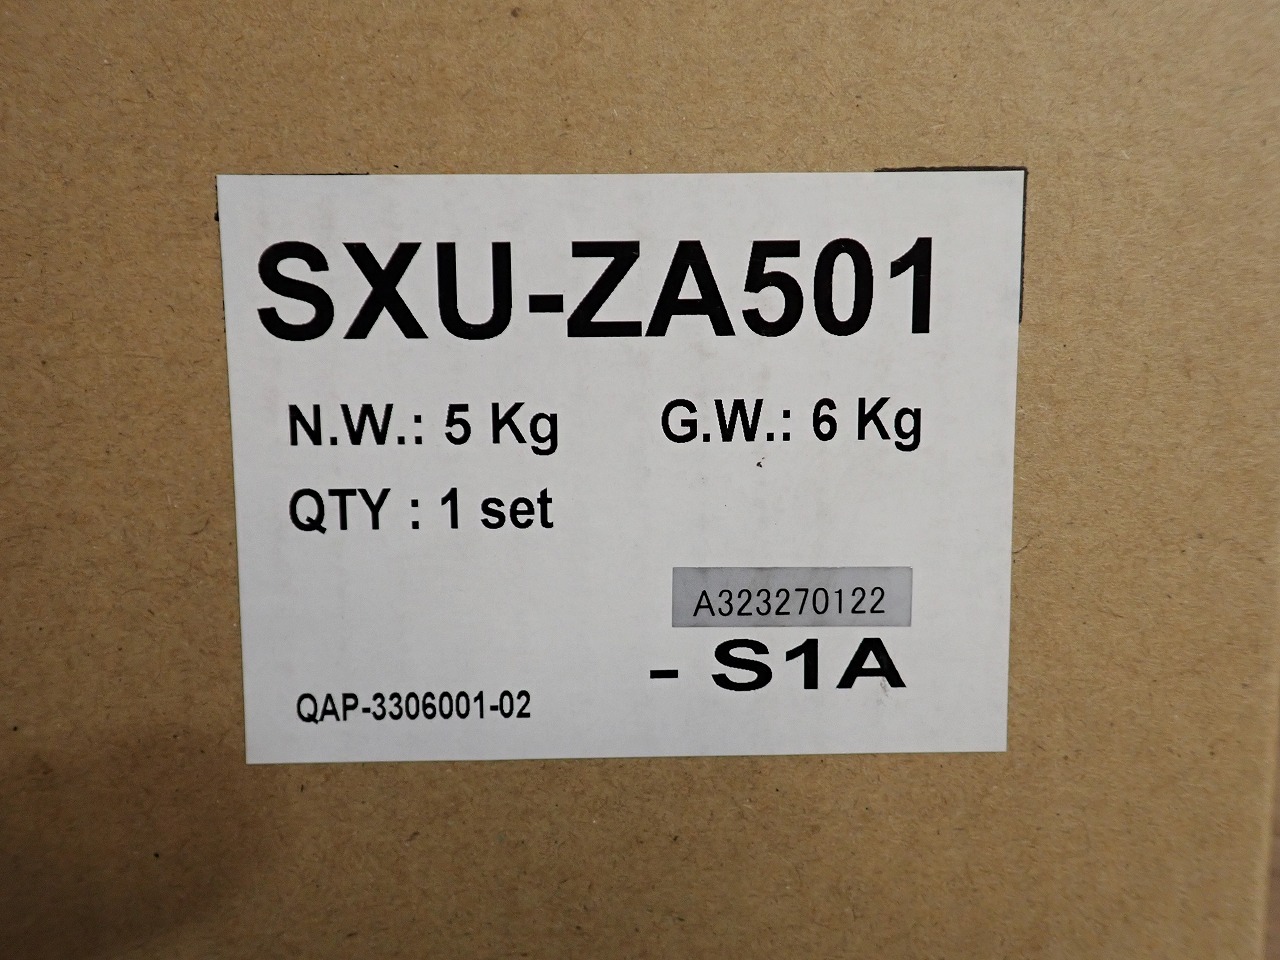 SXU-ZA501
N.W.: 5 Kg G.W.: 6 Kg
QTY : 1 set
A323270122
- S1A
QAP-3306001-02